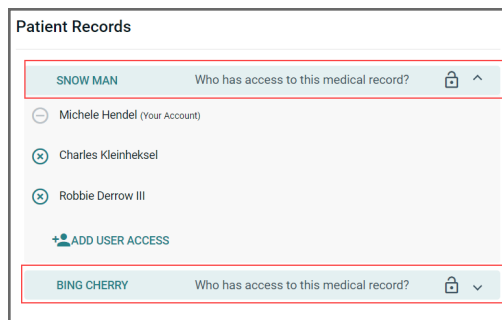 Patient Records
SNOW MAN Who has access to this medical record?
Michele Hendel (Your Account)
Charles Kleinheksel
Robbie Derrow III
ADD USER ACCESS
BING CHERRY Who has access to this medical record?